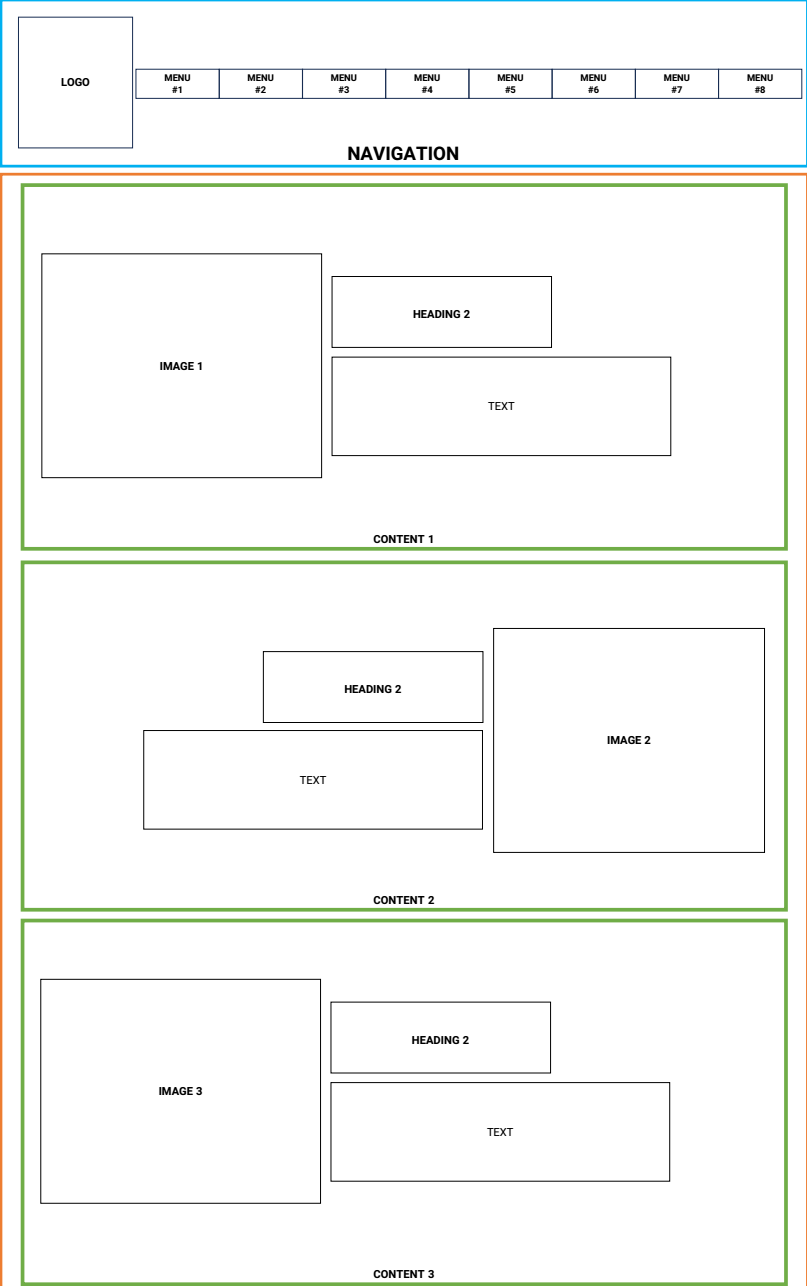 LOGO
MENU #1
MENU #2
MENU #3
MENU #4
MENU #5
MENU #6
MENU #7
MENU #8
NAVIGATION
IMAGE 1
HEADING 2
TEXT
CONTENT 1
HEADING 2
TEXT
IMAGE 2
CONTENT 2
IMAGE 3
HEADING 2
TEXT
CONTENT 3